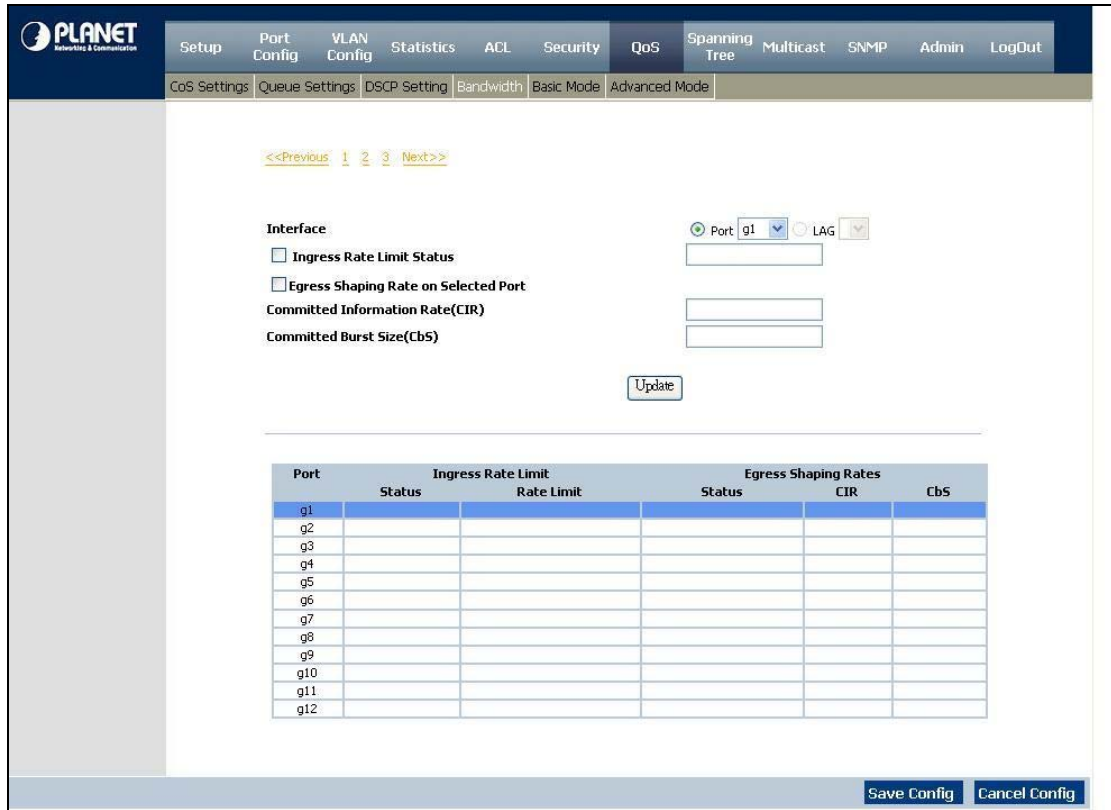 PLANET
Networking & Communication
Setup Port Config VLAN Config Statistics ACL Security QoS Spanning Tree Multicast SNMP Admin LogOut
CoS Settings Queue Settings DSCP Setting Bandwidth Basic Mode Advanced Mode
<<Previous 1 2 3 Next>>
Interface Port g1 LAG
Ingress Rate Limit Status
Egress Shaping Rate on Selected Port
Committed Information Rate(CIR)
Committed Burst Size(CbS)
Update
Port Ingress Rate Limit Egress Shaping Rates
Status Rate Limit Status CIR CbS
g1
g2
g3
g4
g5
g6
g7
g8
g9
g10
g11
g12
Save Config Cancel Config